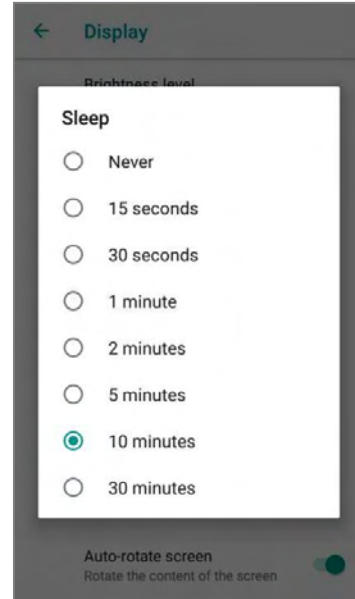 Display
Brightness level
Sleep
Never
15 seconds
30 seconds
1 minute
2 minutes
5 minutes
10 minutes
30 minutes
Auto-rotate screen
Rotate the content of the screen